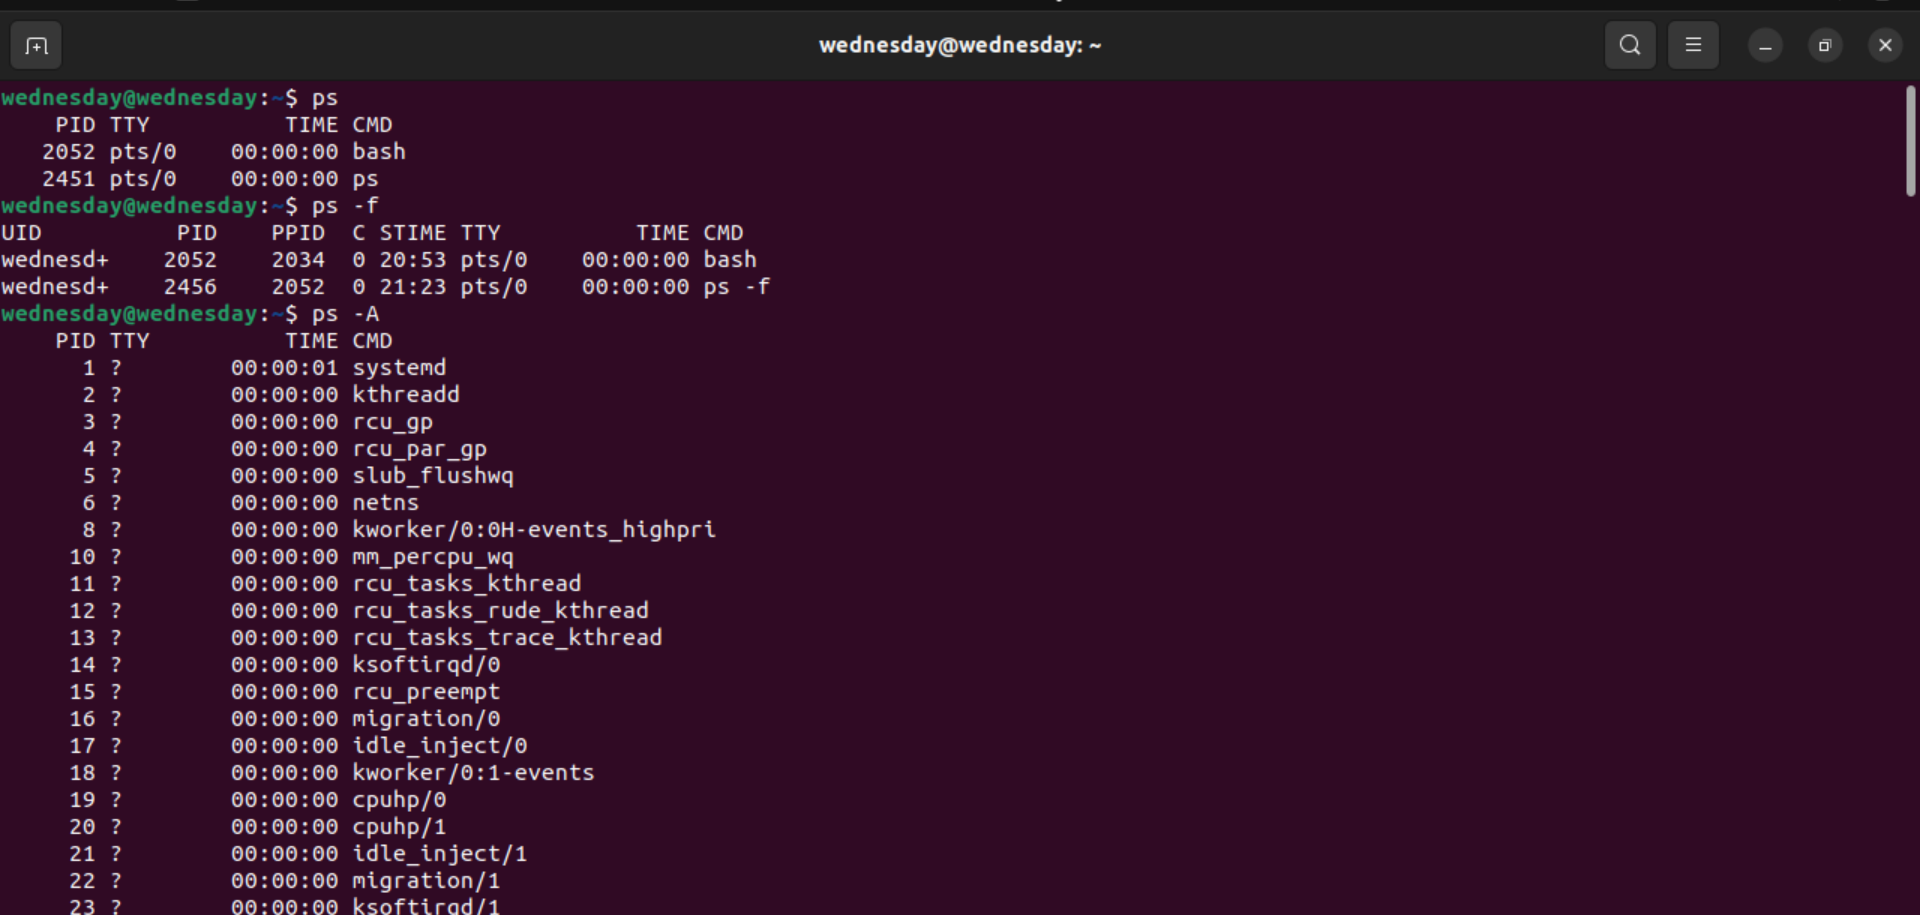 wednesday@wednesday: ~
wednesday@wednesday:~$ ps
    PID TTY          TIME CMD
   2052 pts/0    00:00:00 bash
   2451 pts/0    00:00:00 ps
wednesday@wednesday:~$ ps -f
UID          PID    PPID  C STIME TTY          TIME CMD
wednesd+    2052    2034  0 20:53 pts/0    00:00:00 bash
wednesd+    2456    2052  0 21:23 pts/0    00:00:00 ps -f
wednesday@wednesday:~$ ps -A
    PID TTY          TIME CMD
      1 ?        00:00:01 systemd
      2 ?        00:00:00 kthreadd
      3 ?        00:00:00 rcu_gp
      4 ?        00:00:00 rcu_par_gp
      5 ?        00:00:00 slub_flushwq
      6 ?        00:00:00 netns
      8 ?        00:00:00 kworker/0:0H-events_highpri
     10 ?        00:00:00 mm_percpu_wq
     11 ?        00:00:00 rcu_tasks_kthread
     12 ?        00:00:00 rcu_tasks_rude_kthread
     13 ?        00:00:00 rcu_tasks_trace_kthread
     14 ?        00:00:00 ksoftirqd/0
     15 ?        00:00:00 rcu_preempt
     16 ?        00:00:00 migration/0
     17 ?        00:00:00 idle_inject/0
     18 ?        00:00:00 kworker/0:1-events
     19 ?        00:00:00 cpuhp/0
     20 ?        00:00:00 cpuhp/1
     21 ?        00:00:00 idle_inject/1
     22 ?        00:00:00 migration/1
     23 ?        00:00:00 ksoftirqd/1